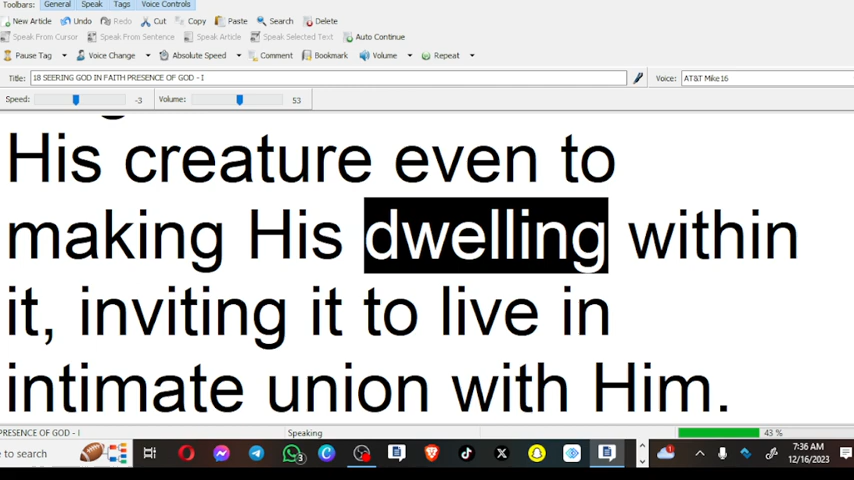 Toolbars: General Speak Tags Voice Controls
New Article Undo Redo Cut Copy Paste Search Delete
Speak From Cursor Speak From Sentence Speak Article Speak Selected Text Auto Continue
Pause Tag Voice Change Absolute Speed Comment Bookmark Volume Repeat
Title: 18 SEERING GOD IN FAITH PRESENCE OF GOD - I Voice: AT&T Mike16
Speed: -3 Volume: 53
His creature even to
making His dwelling within
it, inviting it to live in
intimate union with Him.
PRESENCE OF GOD - I Speaking 43 %
e to search 3 7:36 AM
12/16/2023